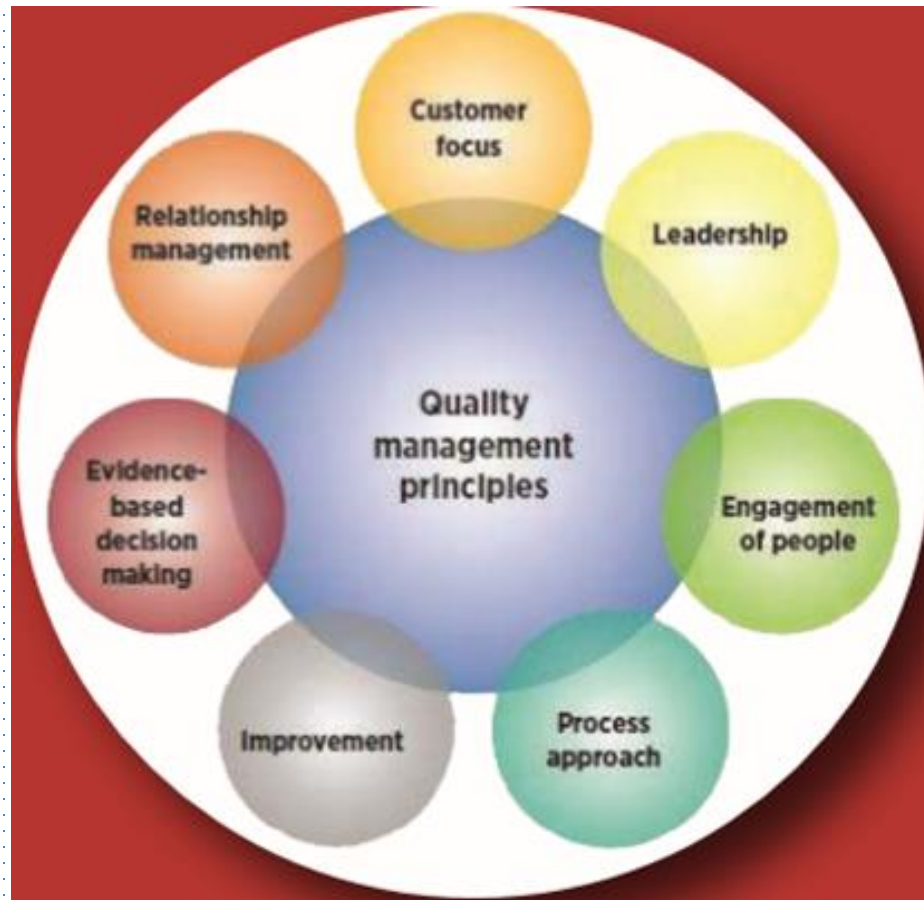 Customer
focus
Leadership
Engagement
of people
Process
approach
Improvement
Evidence-
based
decision
making
Relationship
management
Quality
management
principles